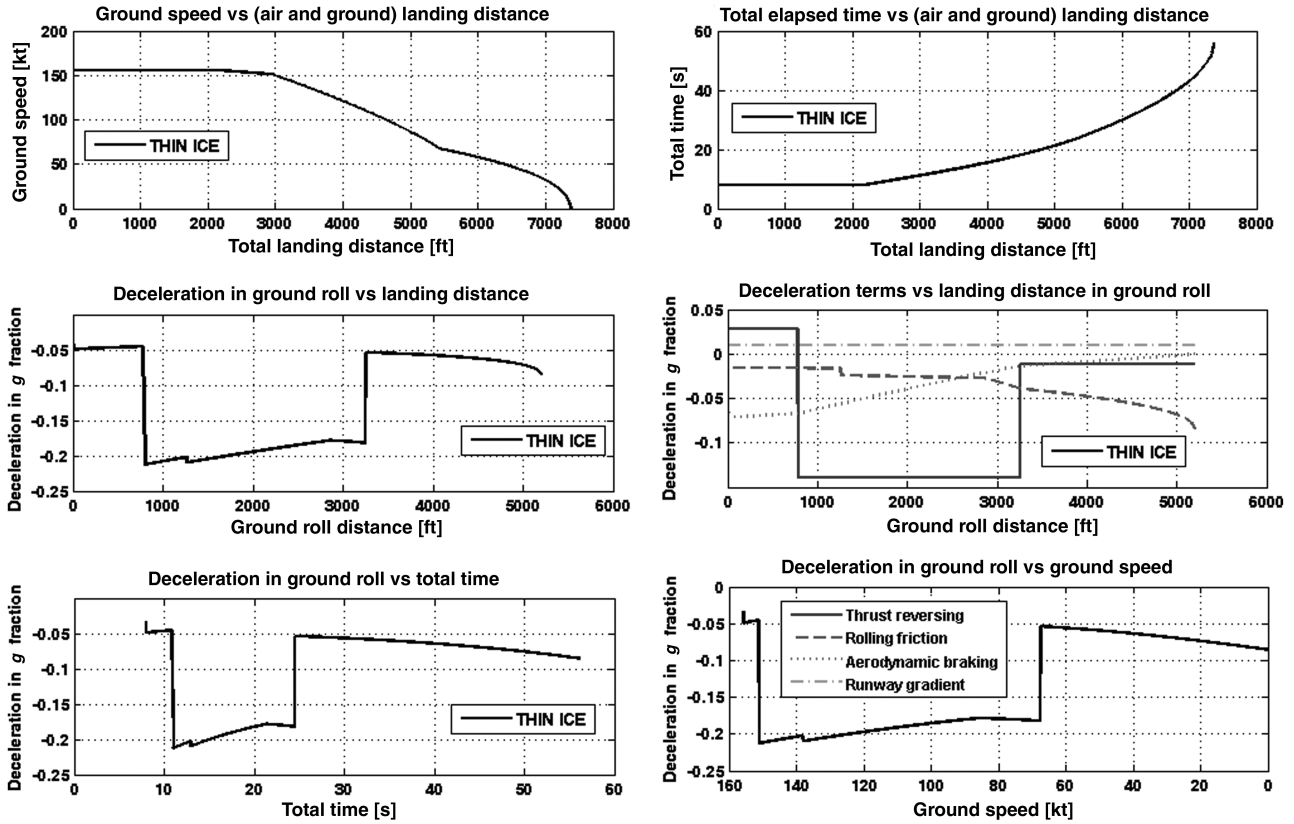 Ground speed vs (air and ground) landing distance
Ground speed [kt]
200
150
100
50
0
THIN ICE
0 1000 2000 3000 4000 5000 6000 7000 8000
Total landing distance [ft]
Total elapsed time vs (air and ground) landing distance
Total time [s]
60
40
20
0
THIN ICE
0 1000 2000 3000 4000 5000 6000 7000 8000
Total landing distance [ft]
Deceleration in ground roll vs landing distance
Deceleration in g fraction
-0.05
-0.1
-0.15
-0.2
-0.25
THIN ICE
0 1000 2000 3000 4000 5000 6000
Ground roll distance [ft]
Deceleration terms vs landing distance in ground roll
Deceleration in g fraction
0.05
0
-0.05
-0.1
THIN ICE
0 1000 2000 3000 4000 5000 6000
Ground roll distance [ft]
Deceleration in ground roll vs total time
Deceleration in g fraction
-0.05
-0.1
-0.15
-0.2
-0.25
THIN ICE
0 10 20 30 40 50 60
Total time [s]
Deceleration in ground roll vs ground speed
Deceleration in g fraction
0
-0.05
-0.1
-0.15
-0.2
-0.25
Thrust reversing
Rolling friction
Aerodynamic braking
Runway gradient
160 140 120 100 80 60 40 20 0
Ground speed [kt]